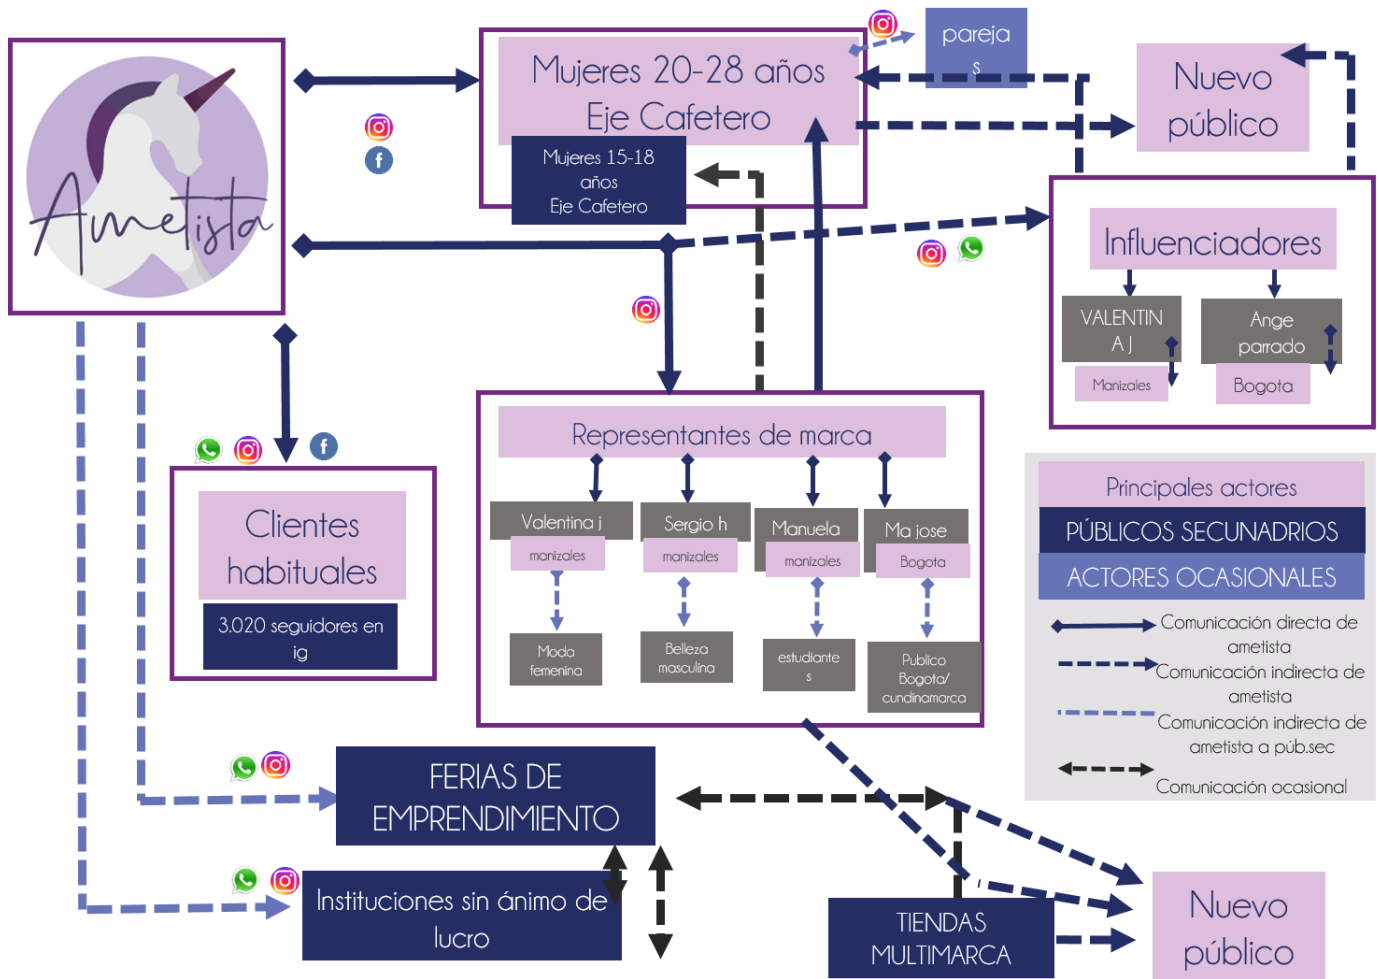 Ametista
Mujeres 20-28 años
Eje Cafetero
Mujeres 15-18
años
Eje Cafetero
pareja
s
Nuevo
público
Influenciadores
VALENTIN
A J
Manizales
Ange
parrado
Bogota
Clientes
habituales
3.020 seguidores en
ig
Representantes de marca
Valentina j
manizales
Moda
femenina
Sergio h
manizales
Belleza
masculina
Manuela
manizales
estudiante
s
Ma jose
Bogota
Publico
Bogota/
cundinamarca
Principales actores
PÚBLICOS SECUNADRIOS
ACTORES OCASIONALES
Comunicación directa de
ametista
Comunicación indirecta de
ametista
Comunicación indirecta de
ametista a púb.sec
Comunicación ocasional
FERIAS DE
EMPRENDIMIENTO
Instituciones sin ánimo de
lucro
TIENDAS
MULTIMARCA
Nuevo
público